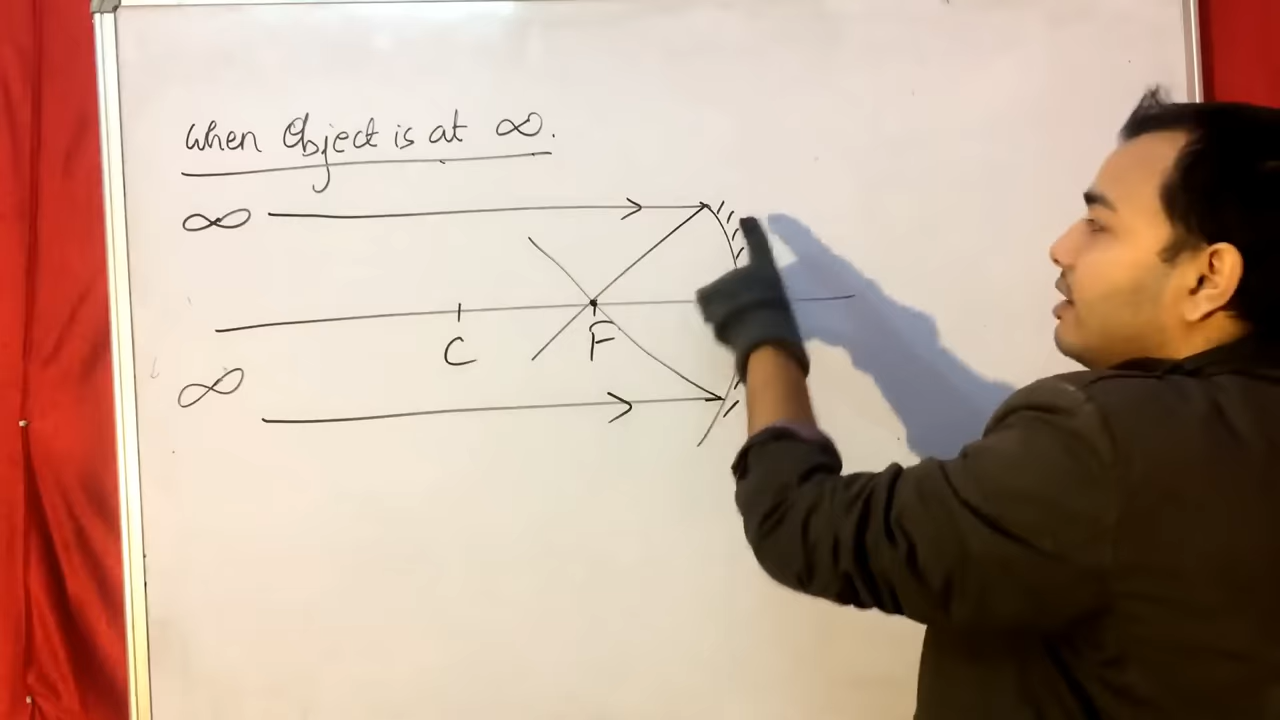 When Object is at ∞.
∞
C
F
∞